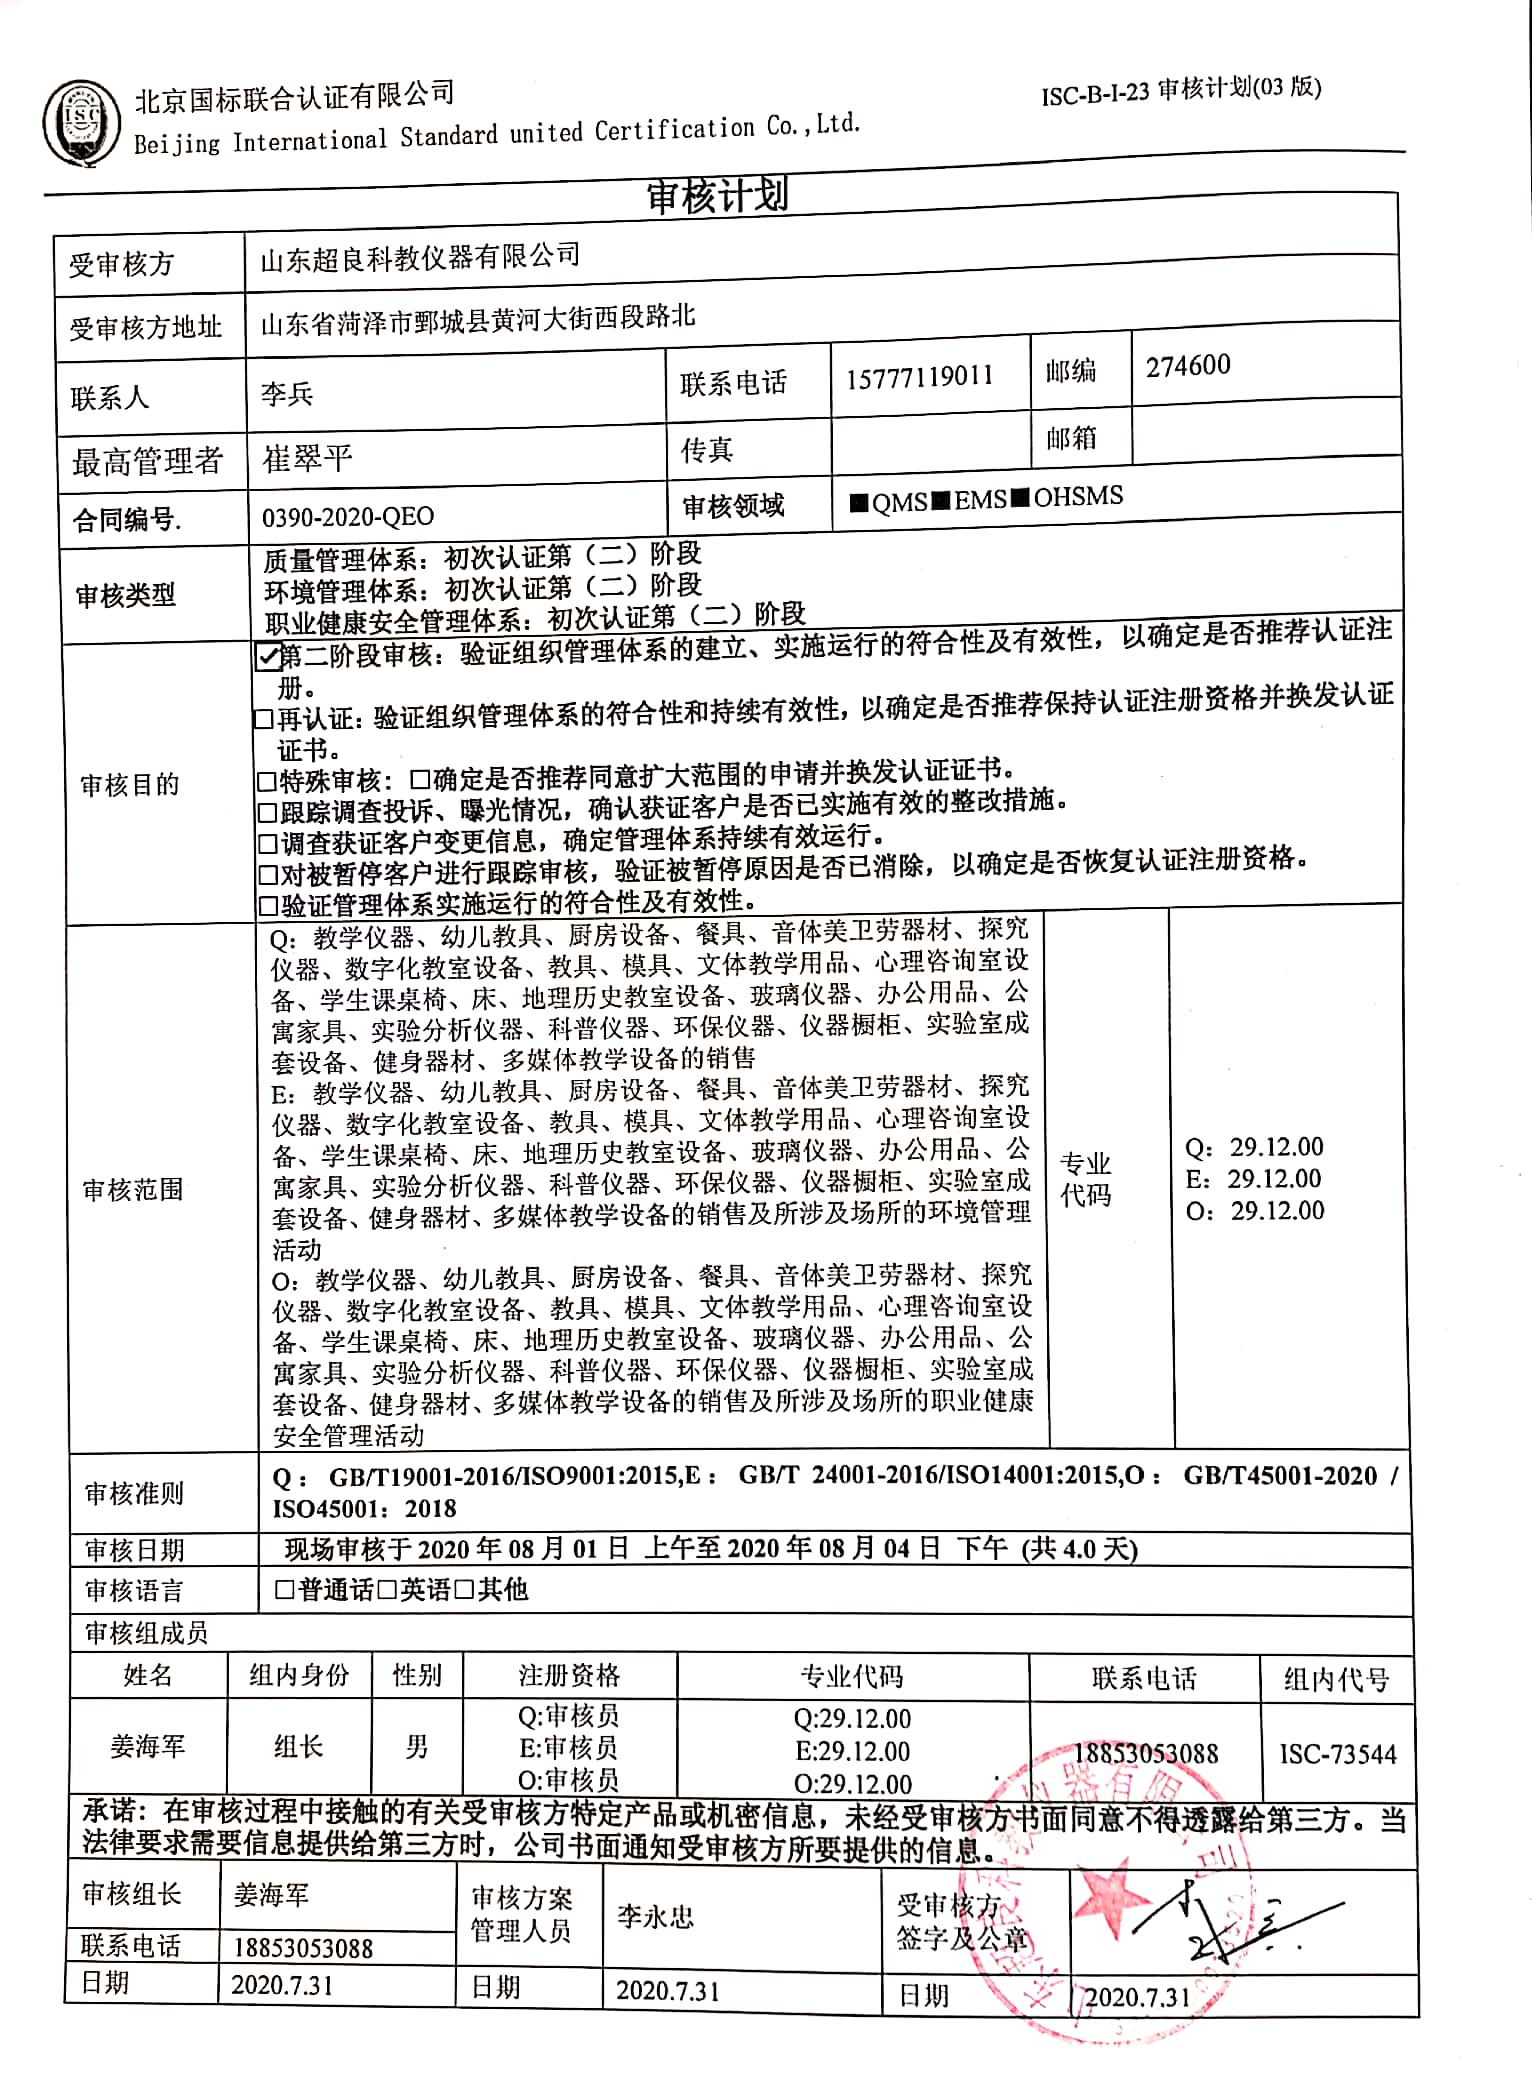 ISC
北京国标联合认证有限公司
Beijing International Standard united Certification Co.,Ltd.
ISC-B-I-23 审核计划(03 版)
审核计划
受审核方 山东超良科教仪器有限公司
受审核方地址 山东省菏泽市鄄城县黄河大街西段路北
联系人 李兵 联系电话 15777119011 邮编 274600
最高管理者 崔翠平 传真 邮箱
合同编号. 0390-2020-QEO 审核领域 ■QMS■EMS■OHSMS
审核类型
质量管理体系：初次认证第（二）阶段
环境管理体系：初次认证第（二）阶段
职业健康安全管理体系：初次认证第（二）阶段
审核目的
☑第二阶段审核：验证组织管理体系的建立、实施运行的符合性及有效性，以确定是否推荐认证注
册。
□再认证：验证组织管理体系的符合性和持续有效性，以确定是否推荐保持认证注册资格并换发认证
证书。
□特殊审核：□确定是否推荐同意扩大范围的申请并换发认证证书。
□跟踪调查投诉、曝光情况，确认获证客户是否已实施有效的整改措施。
□调查获证客户变更信息，确定管理体系持续有效运行。
□对被暂停客户进行跟踪审核，验证被暂停原因是否已消除，以确定是否恢复认证注册资格。
□验证管理体系实施运行的符合性及有效性。
审核范围
Q：教学仪器、幼儿教具、厨房设备、餐具、音体美卫劳器材、探究
仪器、数字化教室设备、教具、模具、文体教学用品、心理咨询室设
备、学生课桌椅、床、地理历史教室设备、玻璃仪器、办公用品、公
寓家具、实验分析仪器、科普仪器、环保仪器、仪器橱柜、实验室成
套设备、健身器材、多媒体教学设备的销售
E：教学仪器、幼儿教具、厨房设备、餐具、音体美卫劳器材、探究
仪器、数字化教室设备、教具、模具、文体教学用品、心理咨询室设
备、学生课桌椅、床、地理历史教室设备、玻璃仪器、办公用品、公
寓家具、实验分析仪器、科普仪器、环保仪器、仪器橱柜、实验室成
套设备、健身器材、多媒体教学设备的销售及所涉及场所的环境管理
活动
O：教学仪器、幼儿教具、厨房设备、餐具、音体美卫劳器材、探究
仪器、数字化教室设备、教具、模具、文体教学用品、心理咨询室设
备、学生课桌椅、床、地理历史教室设备、玻璃仪器、办公用品、公
寓家具、实验分析仪器、科普仪器、环保仪器、仪器橱柜、实验室成
套设备、健身器材、多媒体教学设备的销售及所涉及场所的职业健康
安全管理活动
专业
代码
Q：29.12.00
E：29.12.00
O：29.12.00
审核准则
Q： GB/T19001-2016/ISO9001:2015,E： GB/T 24001-2016/ISO14001:2015,O： GB/T45001-2020 /
ISO45001：2018
审核日期 现场审核于 2020 年 08 月 01 日 上午至 2020 年 08 月 04 日 下午 (共 4.0 天)
审核语言 □普通话□英语□其他
审核组成员
姓名 组内身份 性别 注册资格 专业代码 联系电话 组内代号
姜海军 组长 男
Q:审核员
E:审核员
O:审核员
Q:29.12.00
E:29.12.00
O:29.12.00
18853053088 ISC-73544
承诺：在审核过程中接触的有关受审核方特定产品或机密信息，未经受审核方书面同意不得透露给第三方。当
法律要求需要信息提供给第三方时，公司书面通知受审核方所要提供的信息。
审核组长 姜海军
审核方案
管理人员
李永忠
受审核方
签字及公章
联系电话 18853053088
日期 2020.7.31 日期 2020.7.31 日期 2020.7.31
山东超良科教仪器有限公司